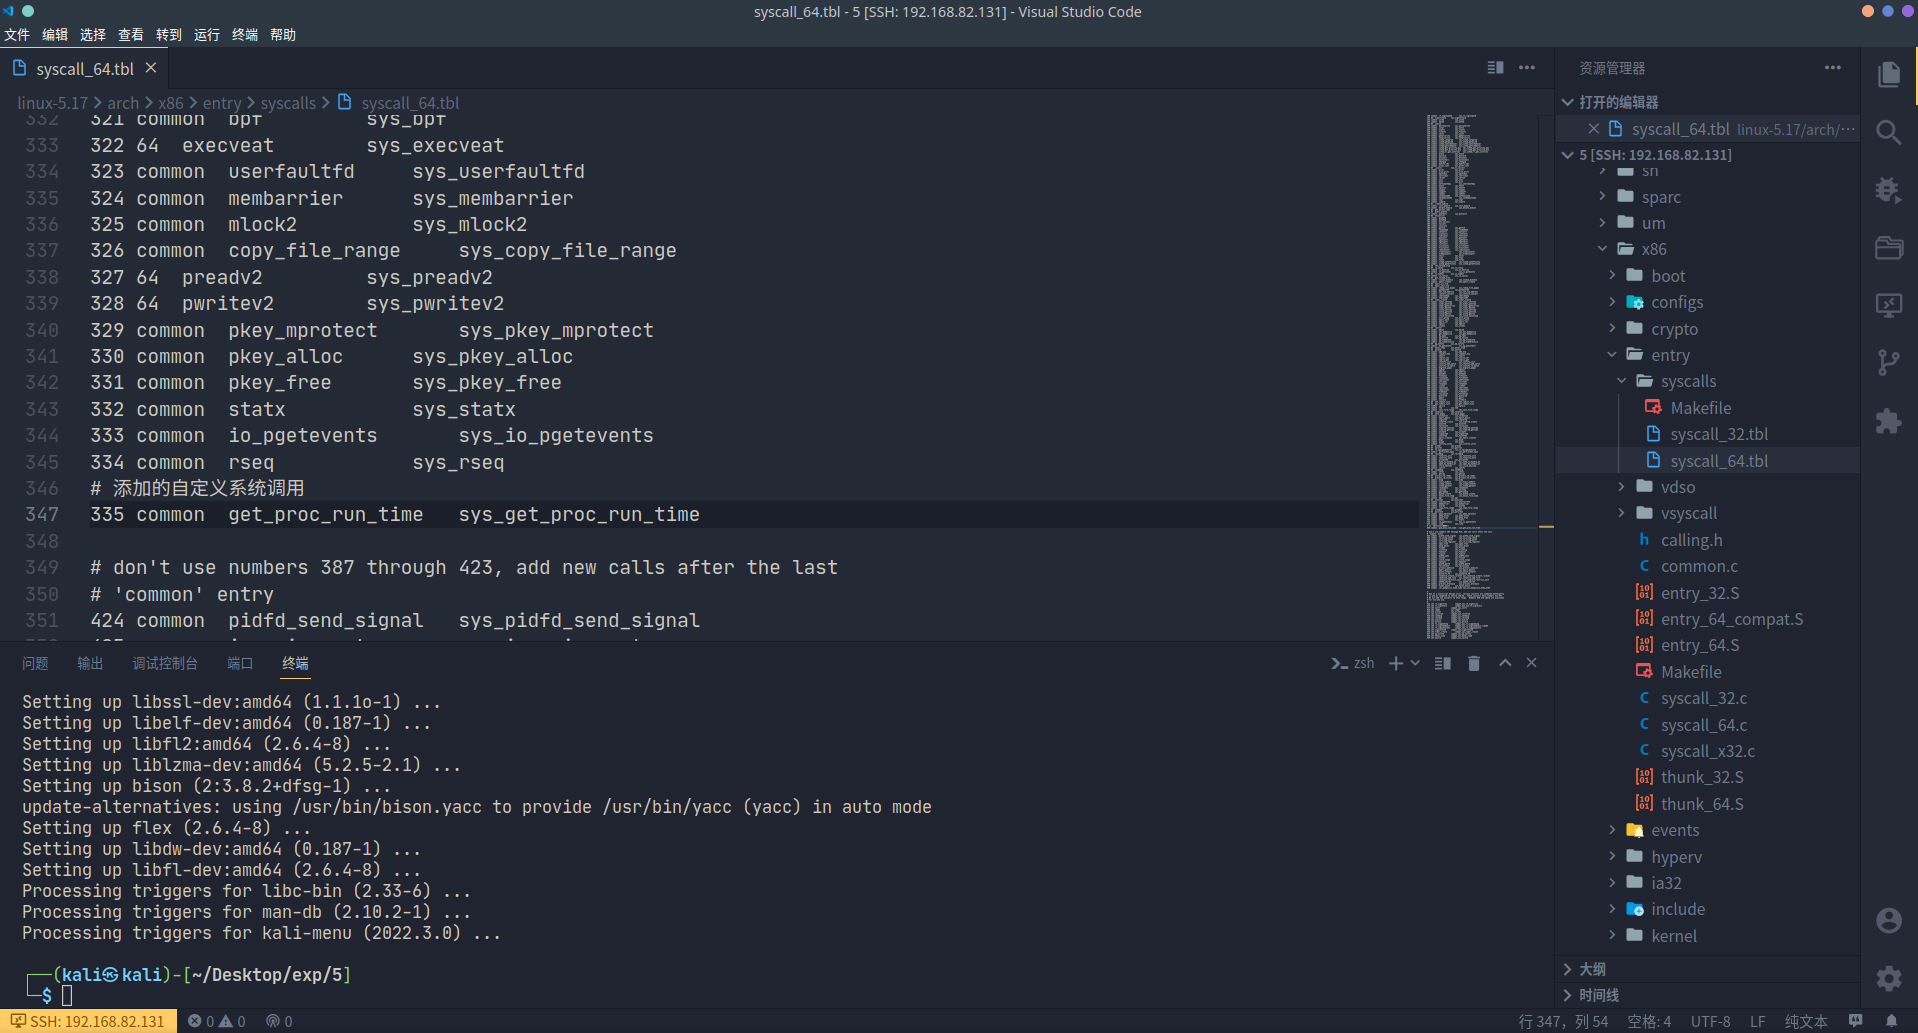 syscall_64.tbl - 5 [SSH: 192.168.82.131] - Visual Studio Code
文件 编辑 选择 查看 转到 运行 终端 帮助
syscall_64.tbl
linux-5.17 > arch > x86 > entry > syscalls > syscall_64.tbl
332 321 common bpf sys_bpf
333 322 64 execveat sys_execveat
334 323 common userfaultfd sys_userfaultfd
335 324 common membarrier sys_membarrier
336 325 common mlock2 sys_mlock2
337 326 common copy_file_range sys_copy_file_range
338 327 64 preadv2 sys_preadv2
339 328 64 pwritev2 sys_pwritev2
340 329 common pkey_mprotect sys_pkey_mprotect
341 330 common pkey_alloc sys_pkey_alloc
342 331 common pkey_free sys_pkey_free
343 332 common statx sys_statx
344 333 common io_pgetevents sys_io_pgetevents
345 334 common rseq sys_rseq
346 # 添加的自定义系统调用
347 335 common get_proc_run_time sys_get_proc_run_time
348
349 # don't use numbers 387 through 423, add new calls after the last
350 # 'common' entry
351 424 common pidfd_send_signal sys_pidfd_send_signal
问题 输出 调试控制台 端口 终端
zsh
Setting up libssl-dev:amd64 (1.1.1o-1) ...
Setting up libelf-dev:amd64 (0.187-1) ...
Setting up libfl2:amd64 (2.6.4-8) ...
Setting up liblzma-dev:amd64 (5.2.5-2.1) ...
Setting up bison (2:3.8.2+dfsg-1) ...
update-alternatives: using /usr/bin/bison.yacc to provide /usr/bin/yacc (yacc) in auto mode
Setting up flex (2.6.4-8) ...
Setting up libdw-dev:amd64 (0.187-1) ...
Setting up libfl-dev:amd64 (2.6.4-8) ...
Processing triggers for libc-bin (2.33-6) ...
Processing triggers for man-db (2.10.2-1) ...
Processing triggers for kali-menu (2022.3.0) ...
┌──(kali㉿kali)-[~/Desktop/exp/5]
└─$
资源管理器
打开的编辑器
syscall_64.tbl linux-5.17/arch/···
5 [SSH: 192.168.82.131]
sh
sparc
um
x86
boot
configs
crypto
entry
syscalls
Makefile
syscall_32.tbl
syscall_64.tbl
vdso
vsyscall
calling.h
common.c
entry_32.S
entry_64_compat.S
entry_64.S
Makefile
syscall_32.c
syscall_64.c
syscall_x32.c
thunk_32.S
thunk_64.S
events
hyperv
ia32
include
kernel
大纲
时间线
SSH: 192.168.82.131 0 0 0
行 347，列 54 空格: 4 UTF-8 LF 纯文本